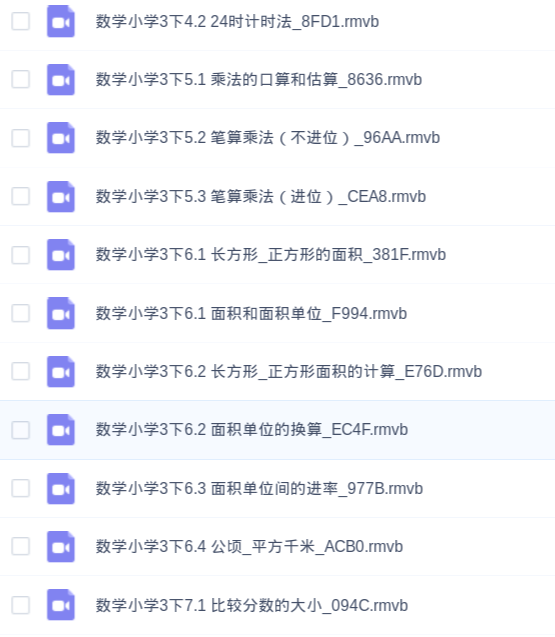 数学小学3下4.2 24时计时法_8FD1.rmvb
数学小学3下5.1 乘法的口算和估算_8636.rmvb
数学小学3下5.2 笔算乘法（不进位）_96AA.rmvb
数学小学3下5.3 笔算乘法（进位）_CEA8.rmvb
数学小学3下6.1 长方形_正方形的面积_381F.rmvb
数学小学3下6.1 面积和面积单位_F994.rmvb
数学小学3下6.2 长方形_正方形面积的计算_E76D.rmvb
数学小学3下6.2 面积单位的换算_EC4F.rmvb
数学小学3下6.3 面积单位间的进率_977B.rmvb
数学小学3下6.4 公顷_平方千米_ACB0.rmvb
数学小学3下7.1 比较分数的大小_094C.rmvb